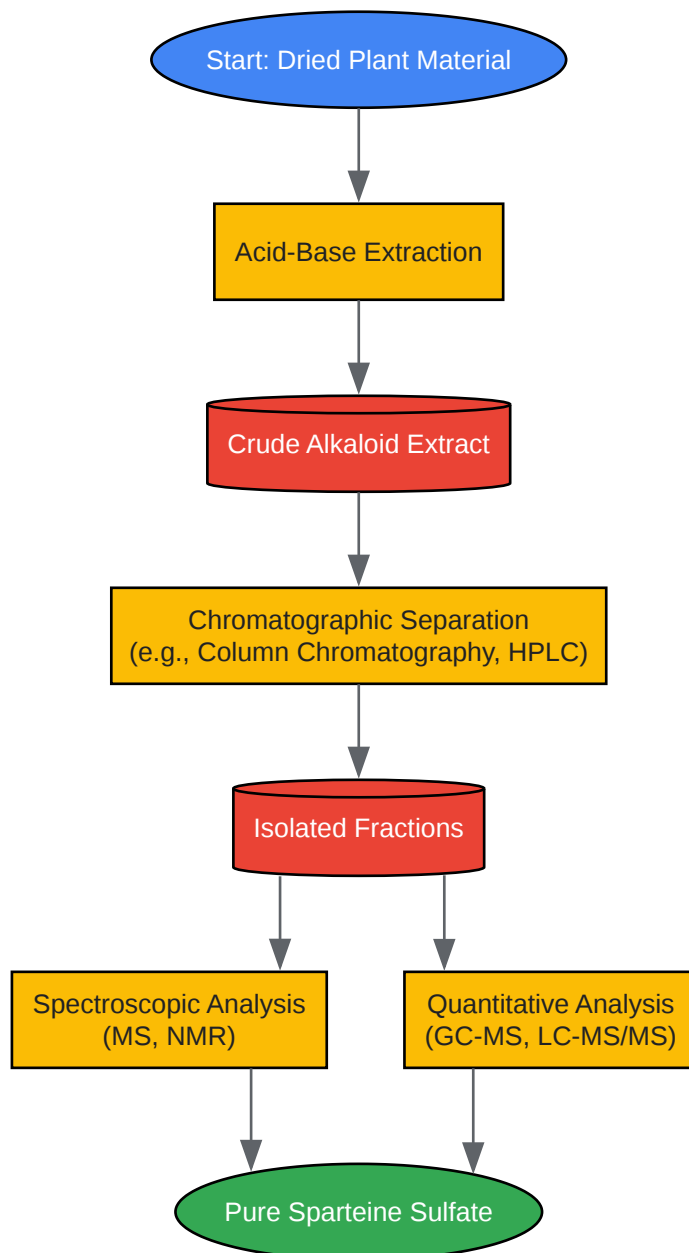 Start: Dried Plant Material
Acid-Base Extraction
Crude Alkaloid Extract
Chromatographic Separation
(e.g., Column Chromatography, HPLC)
Isolated Fractions
Spectroscopic Analysis
(MS, NMR)
Quantitative Analysis
(GC-MS, LC-MS/MS)
Pure Sparteine Sulfate